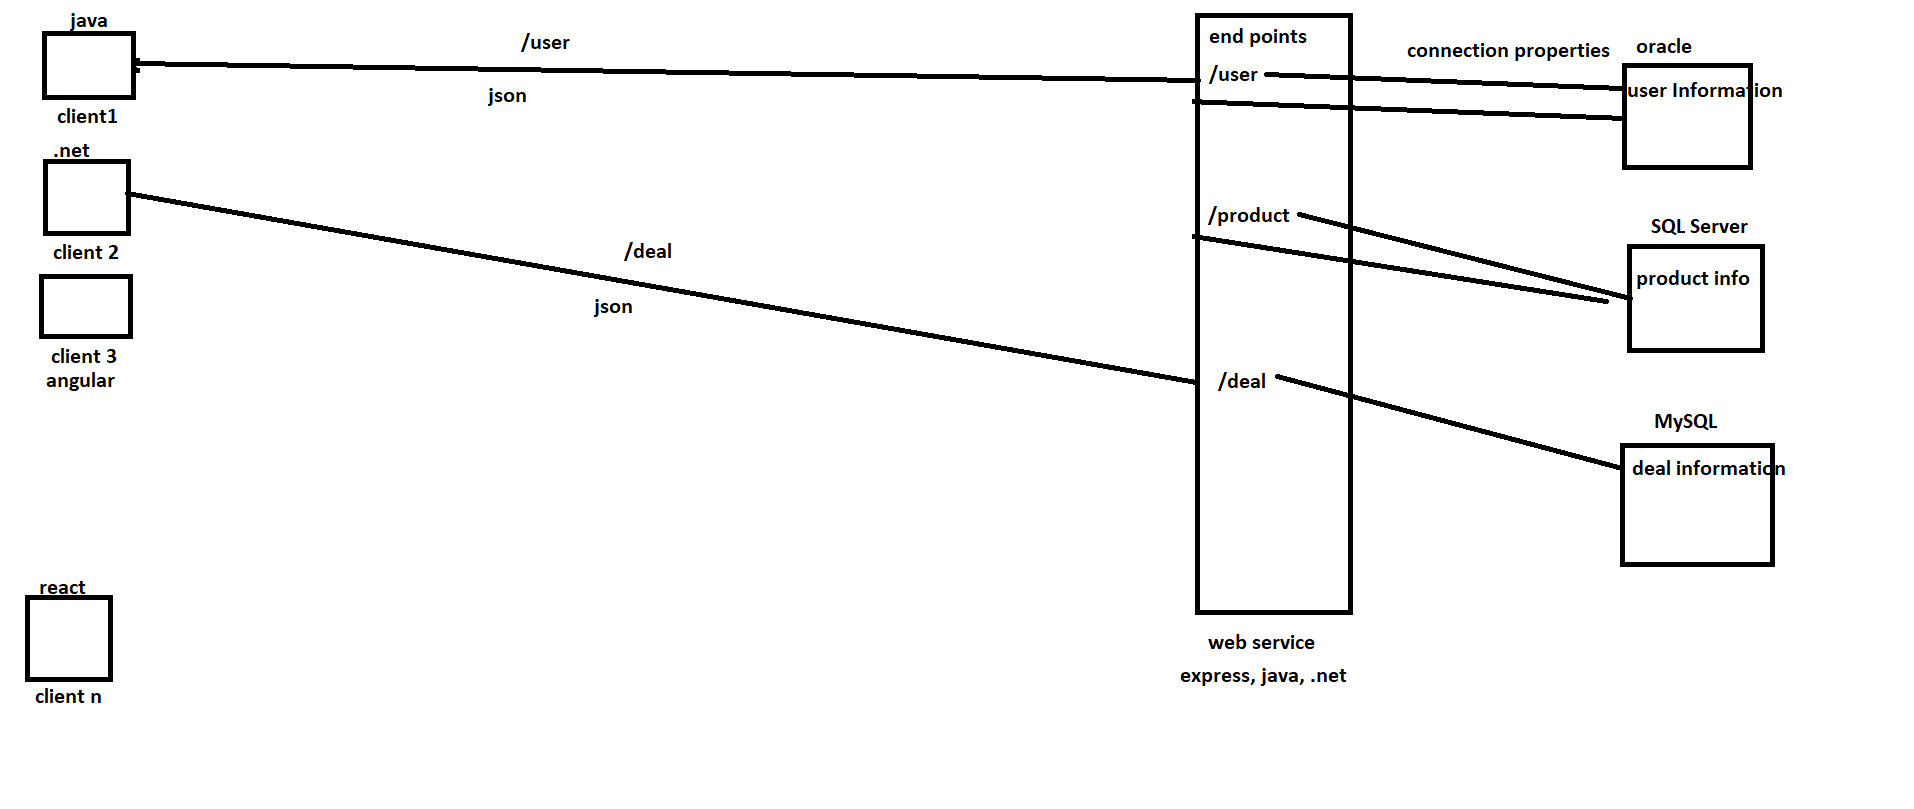 java
client1
.net
client 2
client 3
angular
react
client n
/user
json
/deal
json
end points
/user
/product
/deal
web service
express, java, .net
connection properties
oracle
user Information
SQL Server
product info
MySQL
deal information